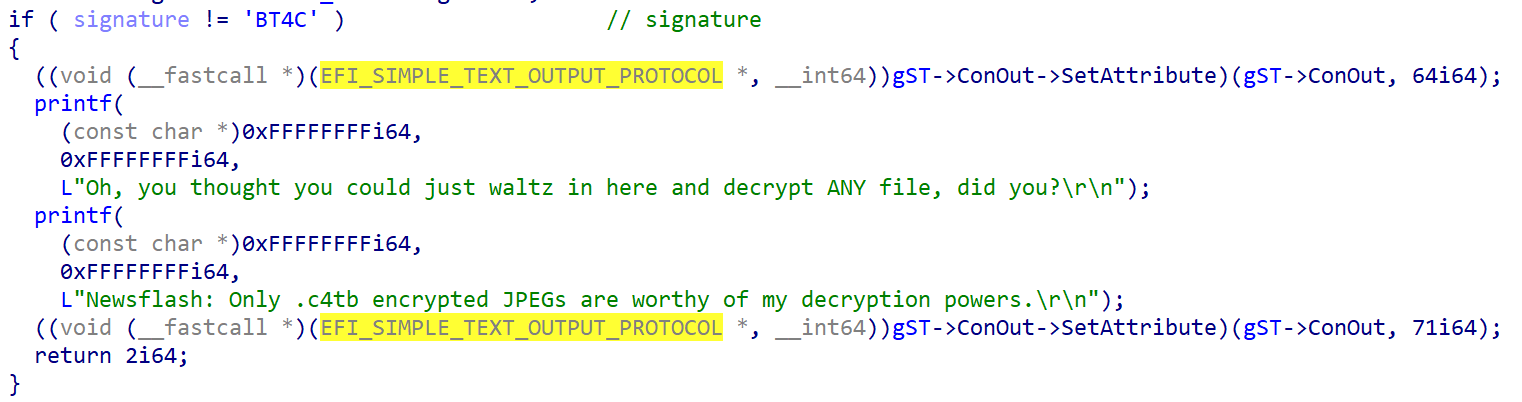 if ( signature != 'BT4C' ) // signature
{
((void (__fastcall *)(EFI_SIMPLE_TEXT_OUTPUT_PROTOCOL *, __int64))gST->ConOut->SetAttribute)(gST->ConOut, 64i64);
printf(
(const char *)0xFFFFFFFFi64,
0xFFFFFFFFi64,
L"Oh, you thought you could just waltz in here and decrypt ANY file, did you?\r\n");
printf(
(const char *)0xFFFFFFFFi64,
0xFFFFFFFFi64,
L"Newsflash: Only .c4tb encrypted JPEGs are worthy of my decryption powers.\r\n");
((void (__fastcall *)(EFI_SIMPLE_TEXT_OUTPUT_PROTOCOL *, __int64))gST->ConOut->SetAttribute)(gST->ConOut, 71i64);
return 2i64;
}